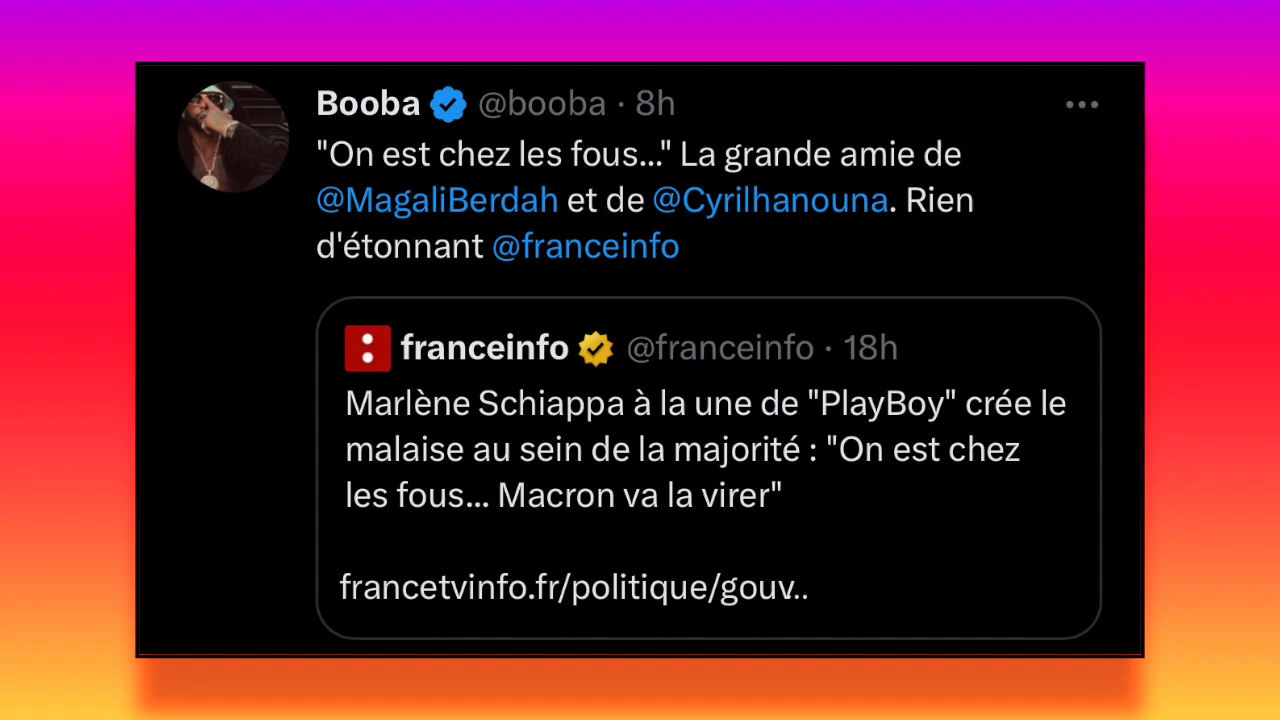 Booba @booba · 8h
"On est chez les fous..." La grande amie de
@MagaliBerdah et de @Cyrilhanouna. Rien
d'étonnant @franceinfo
franceinfo @franceinfo · 18h
Marlène Schiappa à la une de "PlayBoy" crée le
malaise au sein de la majorité : "On est chez
les fous... Macron va la virer"
francetvinfo.fr/politique/gouv..